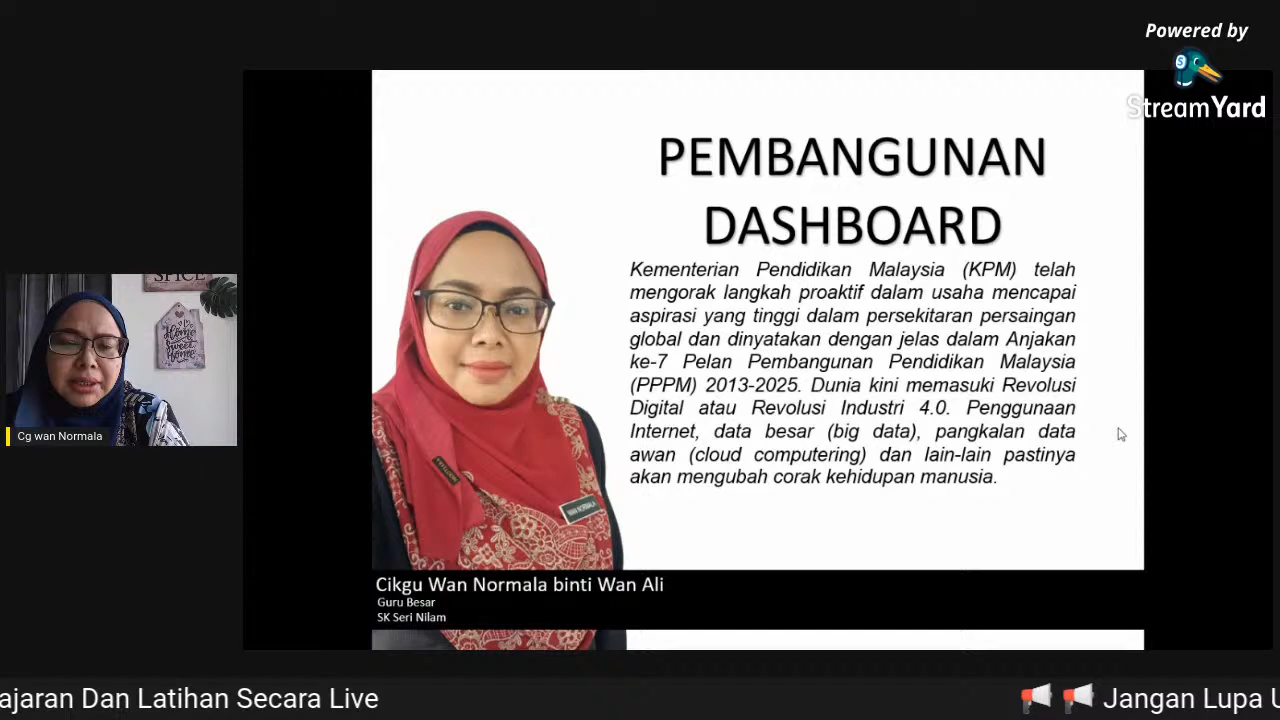 Powered by
StreamYard
PEMBANGUNAN
DASHBOARD
Kementerian Pendidikan Malaysia (KPM) telah
mengorak langkah proaktif dalam usaha mencapai
aspirasi yang tinggi dalam persekitaran persaingan
global dan dinyatakan dengan jelas dalam Anjakan
ke-7 Pelan Pembangunan Pendidikan Malaysia
(PPPM) 2013-2025. Dunia kini memasuki Revolusi
Digital atau Revolusi Industri 4.0. Penggunaan
Internet, data besar (big data), pangkalan data
awan (cloud computering) dan lain-lain pastinya
akan mengubah corak kehidupan manusia.
SPICE
Home
sweet
Home
Cg wan Normala
WAN NORMALA
Cikgu Wan Normala binti Wan Ali
Guru Besar
SK Seri Nilam
ajaran Dan Latihan Secara Live
Jangan Lupa U